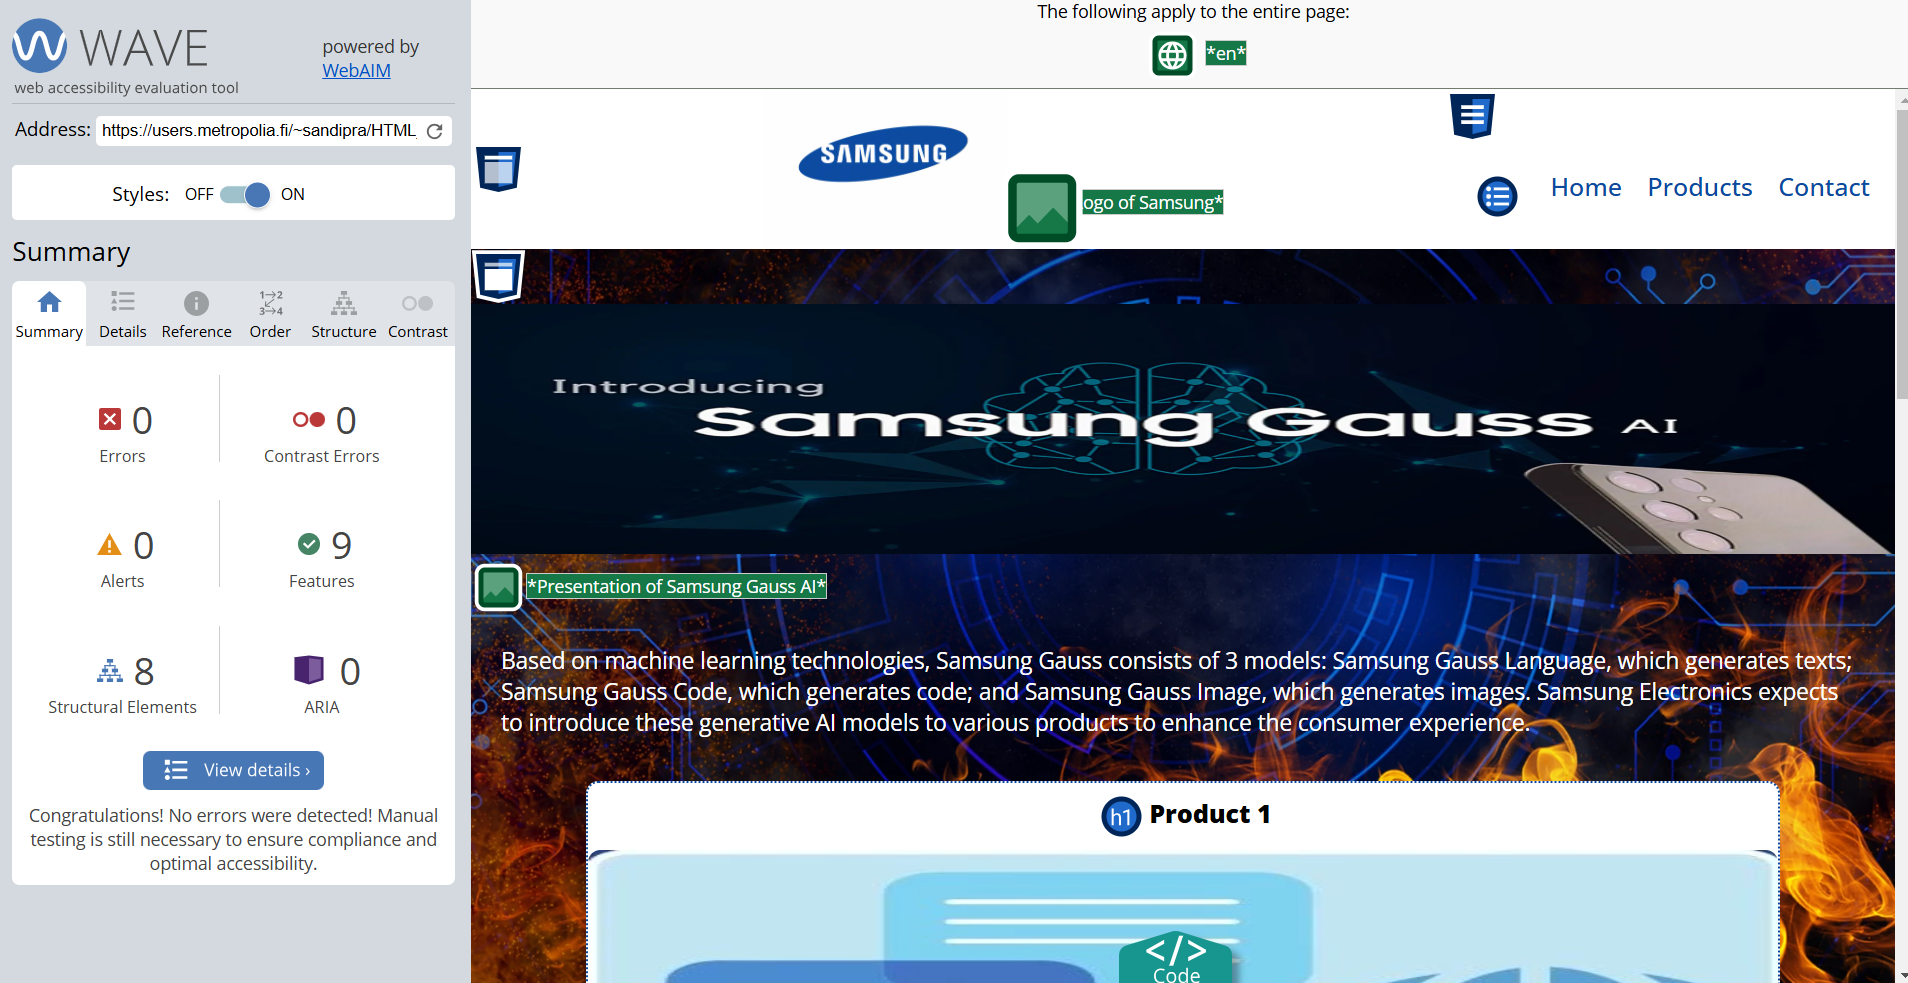 WAVE
powered by
WebAIM
web accessibility evaluation tool
Address: https://users.metropolia.fi/~sandipra/HTML
Styles: OFF ON
Summary
Summary Details Reference Order Structure Contrast
0 Errors
0 Contrast Errors
0 Alerts
9 Features
8 Structural Elements
0 ARIA
View details ›
Congratulations! No errors were detected! Manual
testing is still necessary to ensure compliance and
optimal accessibility.
The following apply to the entire page:
*en*
SAMSUNG
ogo of Samsung*
Home Products Contact
Introducing
Samsung Gauss AI
*Presentation of Samsung Gauss AI*
Based on machine learning technologies, Samsung Gauss consists of 3 models: Samsung Gauss Language, which generates texts;
Samsung Gauss Code, which generates code; and Samsung Gauss Image, which generates images. Samsung Electronics expects
to introduce these generative AI models to various products to enhance the consumer experience.
h1 Product 1
</>
Code